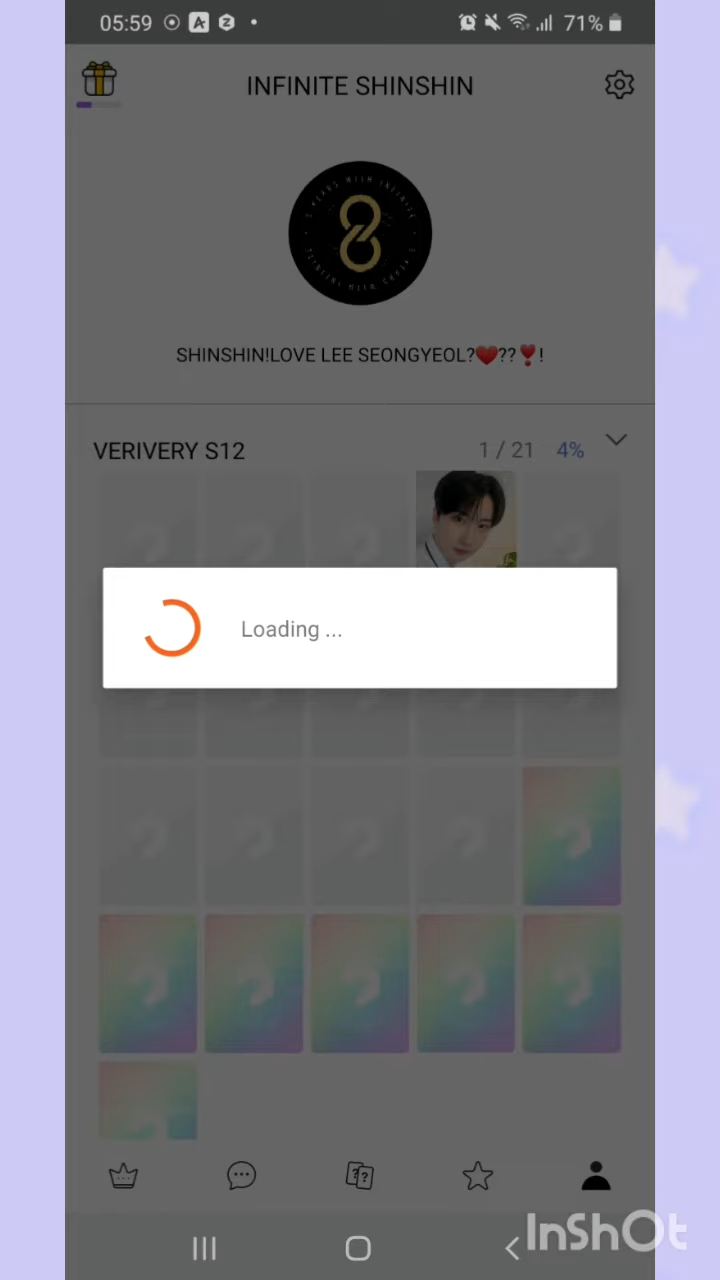 05:59
71%
INFINITE SHINSHIN
SHINSHIN!LOVE LEE SEONGYEOL?❤️??❣️!
VERIVERY S12 1 / 21 4%
Loading ...
InShOt